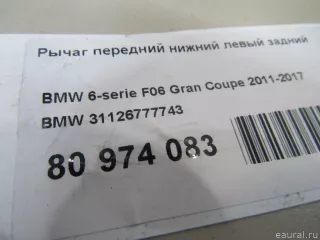 Рычаг передний нижний левый задний
BMW 6-serie F06 Gran Coupe 2011-2017
BMW 31126777743
80 974 083
eaural.ru